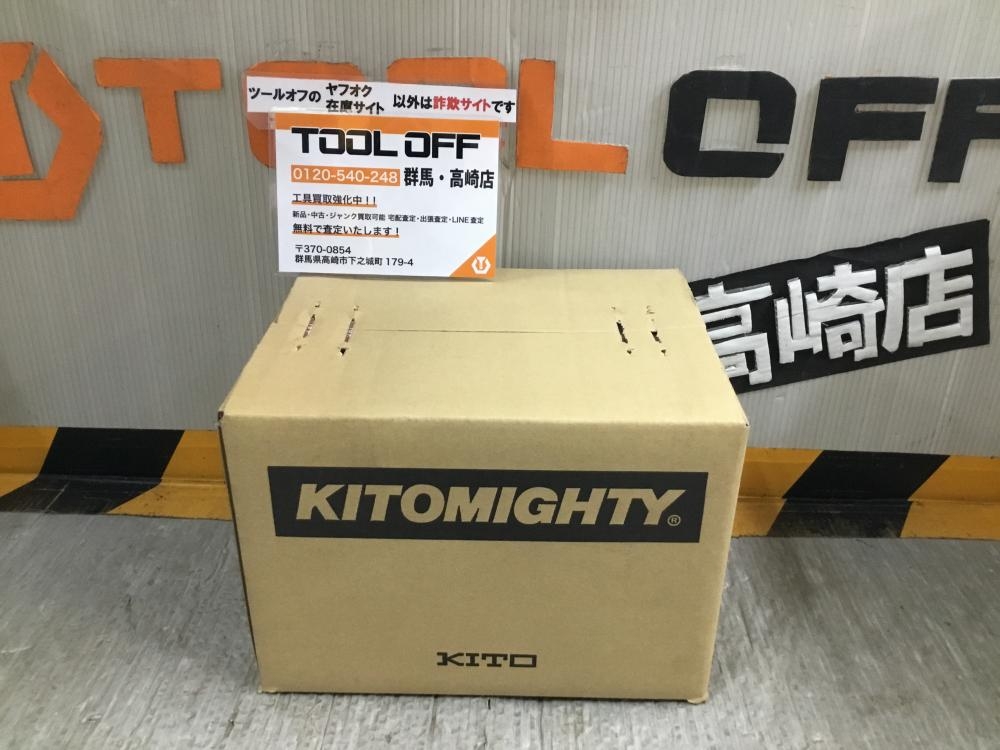 TOOL OFF
ツールオフの ヤフオク 在庫サイト 以外は詐欺サイトです
TOOL OFF
0120-540-248 群馬・高崎店
工具買取強化中!!
新品・中古・ジャンク買取可能 宅配査定・出張査定・LINE査定
無料で査定いたします!
〒370-0854
群馬県高崎市下之城町179-4
高崎店
KITOMIGHTY®
KITO